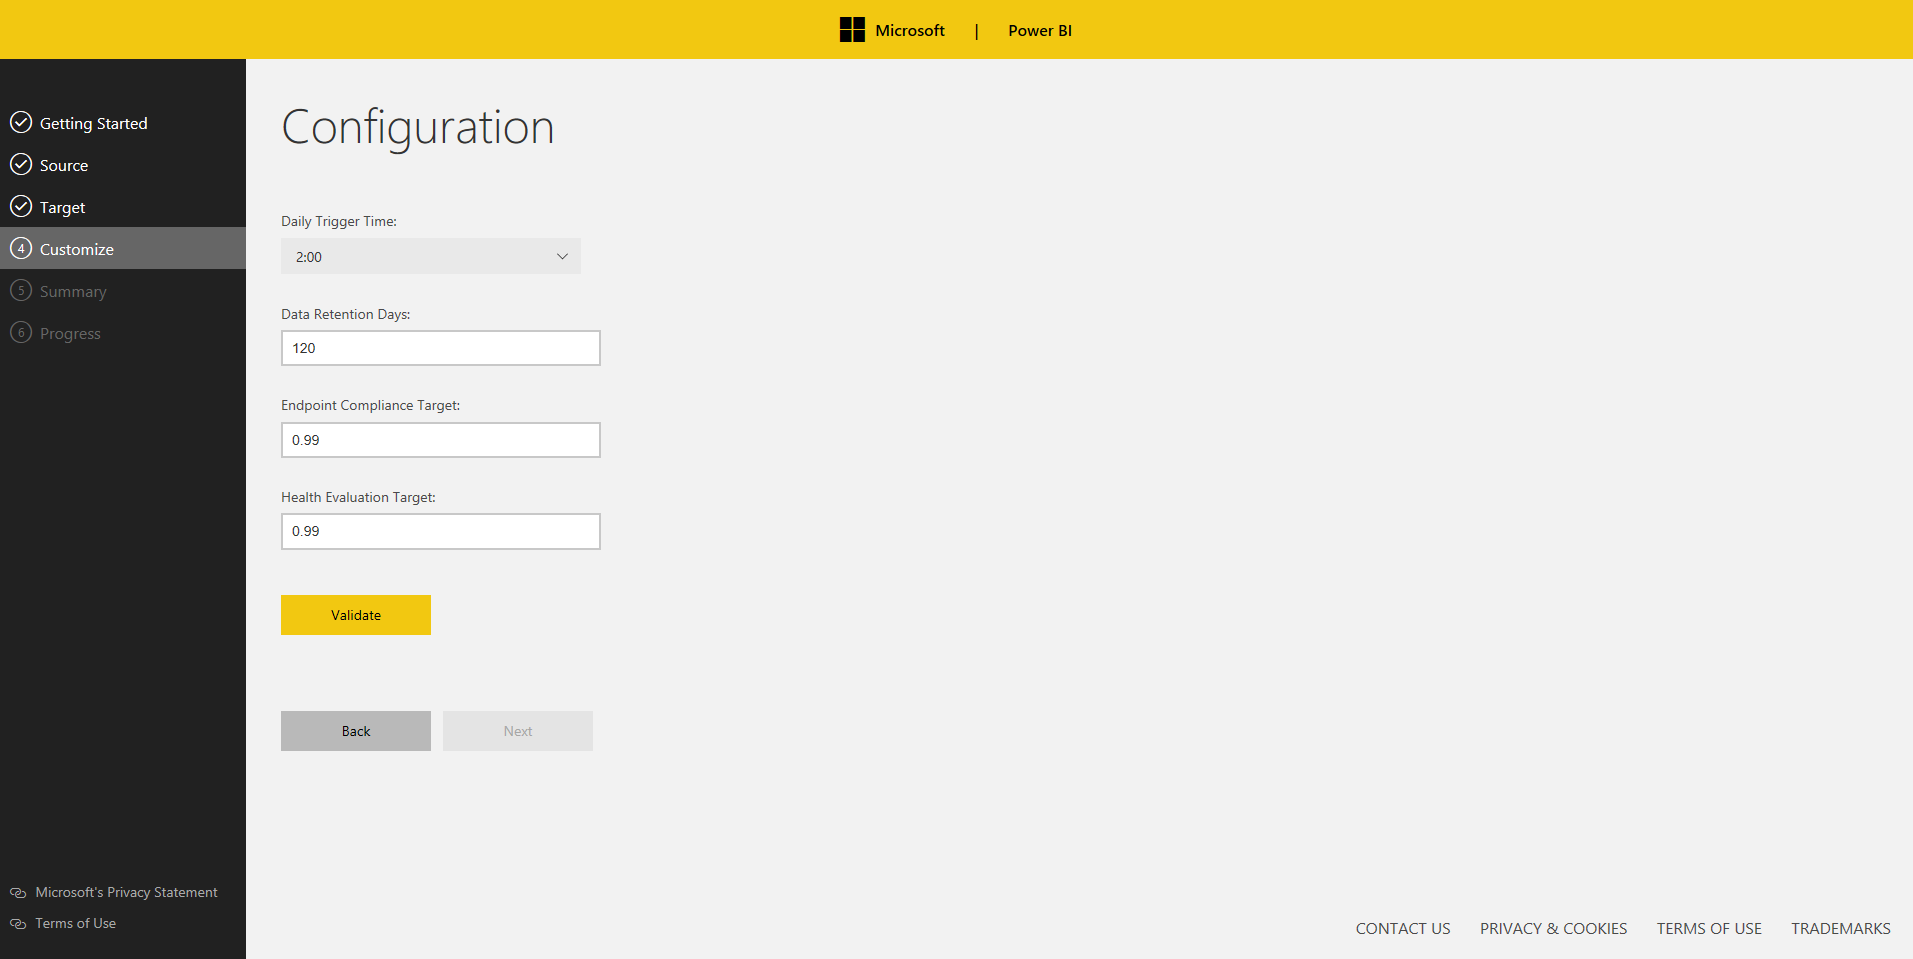 Microsoft | Power BI
Getting Started
Source
Target
4 Customize
5 Summary
6 Progress
Microsoft's Privacy Statement
Terms of Use
Configuration
Daily Trigger Time:
2:00
Data Retention Days:
120
Endpoint Compliance Target:
0.99
Health Evaluation Target:
0.99
Validate
Back Next
CONTACT US PRIVACY & COOKIES TERMS OF USE TRADEMARKS